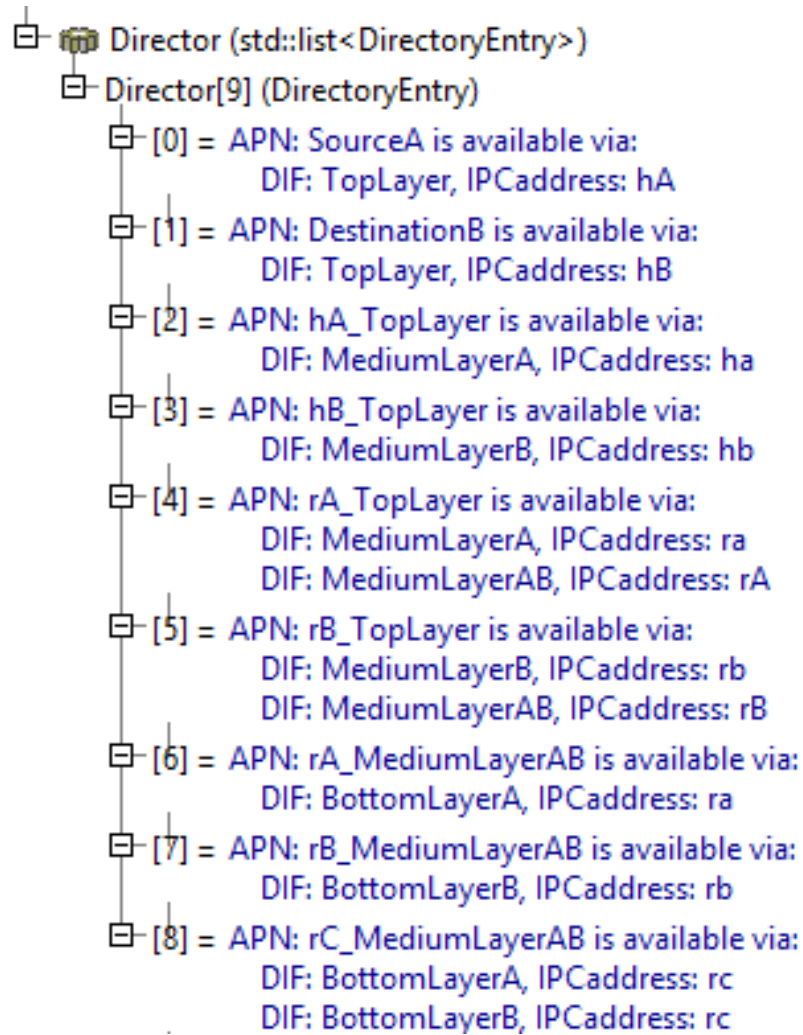 Director (std::list<DirectoryEntry>)
Director[9] (DirectoryEntry)
[0] = APN: SourceA is available via:
DIF: TopLayer, IPCaddress: hA
[1] = APN: DestinationB is available via:
DIF: TopLayer, IPCaddress: hB
[2] = APN: hA_TopLayer is available via:
DIF: MediumLayerA, IPCaddress: ha
[3] = APN: hB_TopLayer is available via:
DIF: MediumLayerB, IPCaddress: hb
[4] = APN: rA_TopLayer is available via:
DIF: MediumLayerA, IPCaddress: ra
DIF: MediumLayerAB, IPCaddress: rA
[5] = APN: rB_TopLayer is available via:
DIF: MediumLayerB, IPCaddress: rb
DIF: MediumLayerAB, IPCaddress: rB
[6] = APN: rA_MediumLayerAB is available via:
DIF: BottomLayerA, IPCaddress: ra
[7] = APN: rB_MediumLayerAB is available via:
DIF: BottomLayerB, IPCaddress: rb
[8] = APN: rC_MediumLayerAB is available via:
DIF: BottomLayerA, IPCaddress: rc
DIF: BottomLayerB, IPCaddress: rc